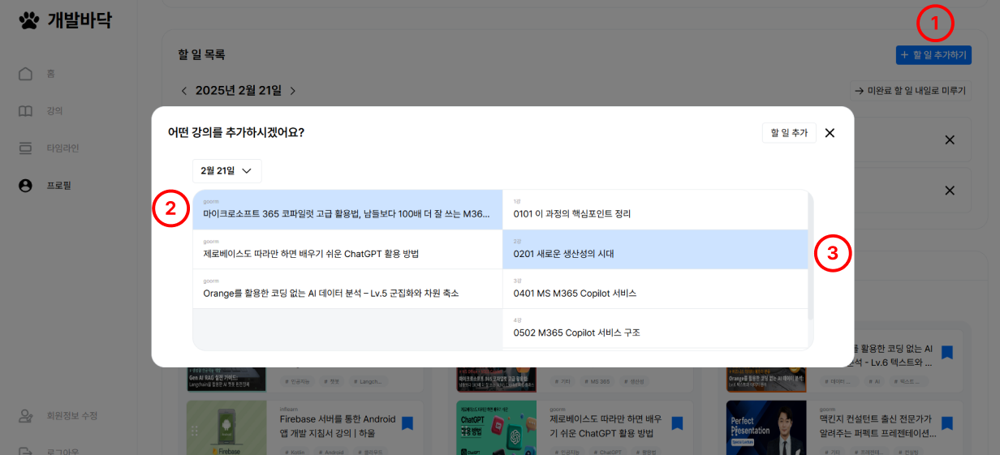 개발바닥
홈
강의
타임라인
프로필
회원정보 수정
로그아웃
1
할 일 목록
+ 할 일 추가하기
< 2025년 2월 21일 >
→ 미완료 할 일 내일로 미루기
어떤 강의를 추가하시겠어요?
할 일 추가
2월 21일
2
goorm
마이크로소프트 365 코파일럿 고급 활용법, 남들보다 100배 더 잘 쓰는 M36...
goorm
제로베이스도 따라만 하면 배우기 쉬운 ChatGPT 활용 방법
goorm
Orange를 활용한 코딩 없는 AI 데이터 분석 – Lv.5 군집화와 차원 축소
1강
0101 이 과정의 핵심포인트 정리
2강
0201 새로운 생산성의 시대
3
3강
0401 MS M365 Copilot 서비스
4강
0502 M365 Copilot 서비스 구조
Gen AI RAG 실전 가이드:
# 인공지능 # 챗봇 # Langch...
# 기타 # MS 365 # 생산성
를 활용한 코딩 없는 AI
석 - Lv.6 텍스트와 ...
# 데이터 ... # AI # 텍스트 ...
Firebase
inflearn
Firebase 서버를 통한 Android
앱 개발 지침서 강의 | 하울
# Kotlin # Android # 클라우드
ChatGPT
활용 방법
goorm
제로베이스도 따라만 하면 배우
기 쉬운 ChatGPT 활용 방법
# 인공지능 # ChatGPT # 활용법
Perfect
Presentation
goorm
맥킨지 컨설턴트 출신 전문가가
알려주는 퍼펙트 프레젠테이션...
# 기타 # 프레젠테... # 컨설팅